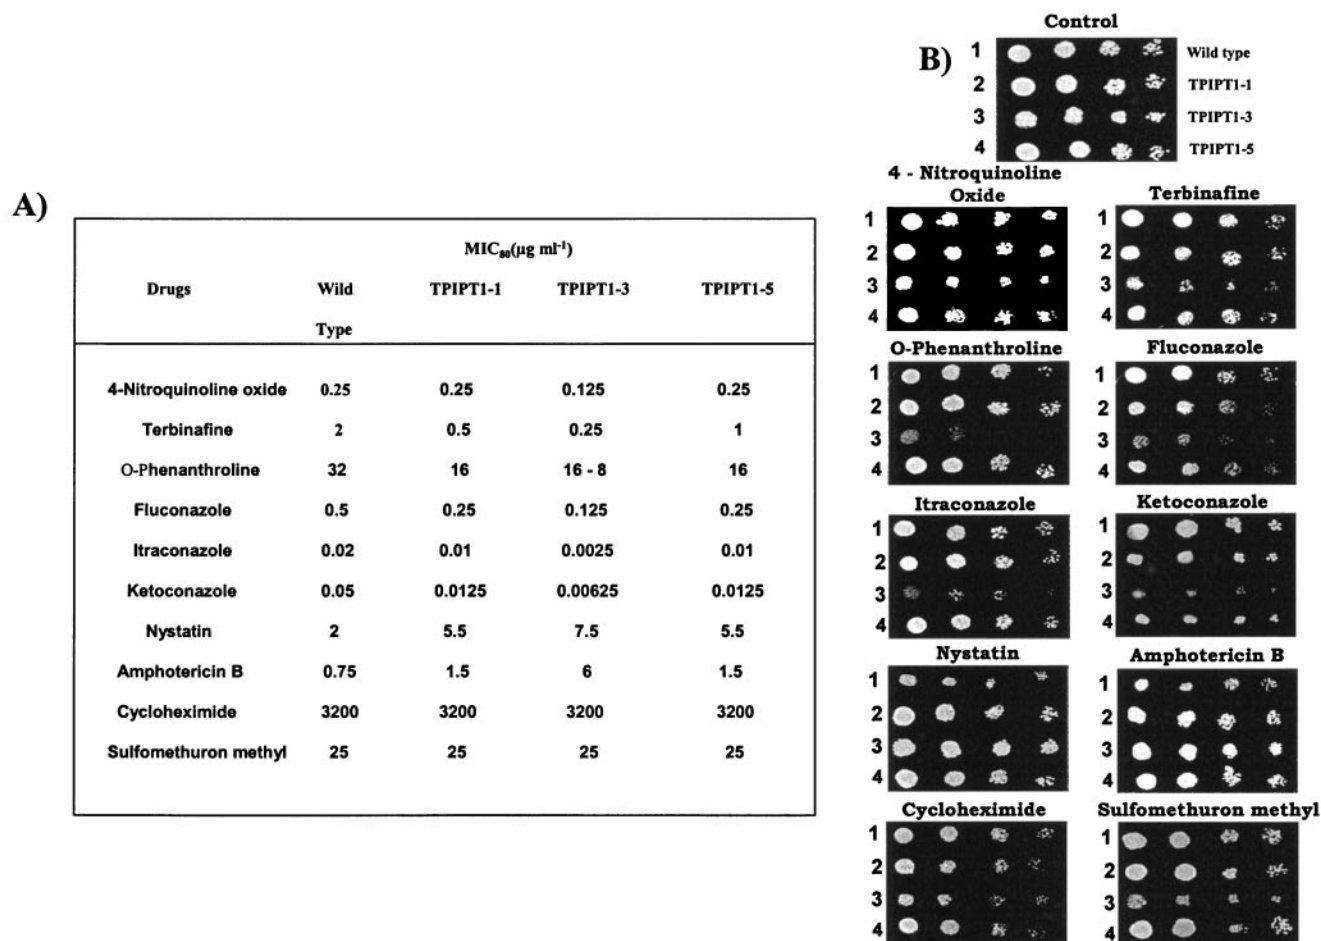 A)
MIC80(µg ml-1)
Drugs Wild Type TPIPT1-1 TPIPT1-3 TPIPT1-5
4-Nitroquinoline oxide 0.25 0.25 0.125 0.25
Terbinafine 2 0.5 0.25 1
O-Phenanthroline 32 16 16 - 8 16
Fluconazole 0.5 0.25 0.125 0.25
Itraconazole 0.02 0.01 0.0025 0.01
Ketoconazole 0.05 0.0125 0.00625 0.0125
Nystatin 2 5.5 7.5 5.5
Amphotericin B 0.75 1.5 6 1.5
Cycloheximide 3200 3200 3200 3200
Sulfomethuron methyl 25 25 25 25
B)
Control
1 Wild type
2 TPIPT1-1
3 TPIPT1-3
4 TPIPT1-5
4 - Nitroquinoline
Oxide
1
2
3
4
Terbinafine
1
2
3
4
O-Phenanthroline
1
2
3
4
Fluconazole
1
2
3
4
Itraconazole
1
2
3
4
Ketoconazole
1
2
3
4
Nystatin
1
2
3
4
Amphotericin B
1
2
3
4
Cycloheximide
1
2
3
4
Sulfomethuron methyl
1
2
3
4